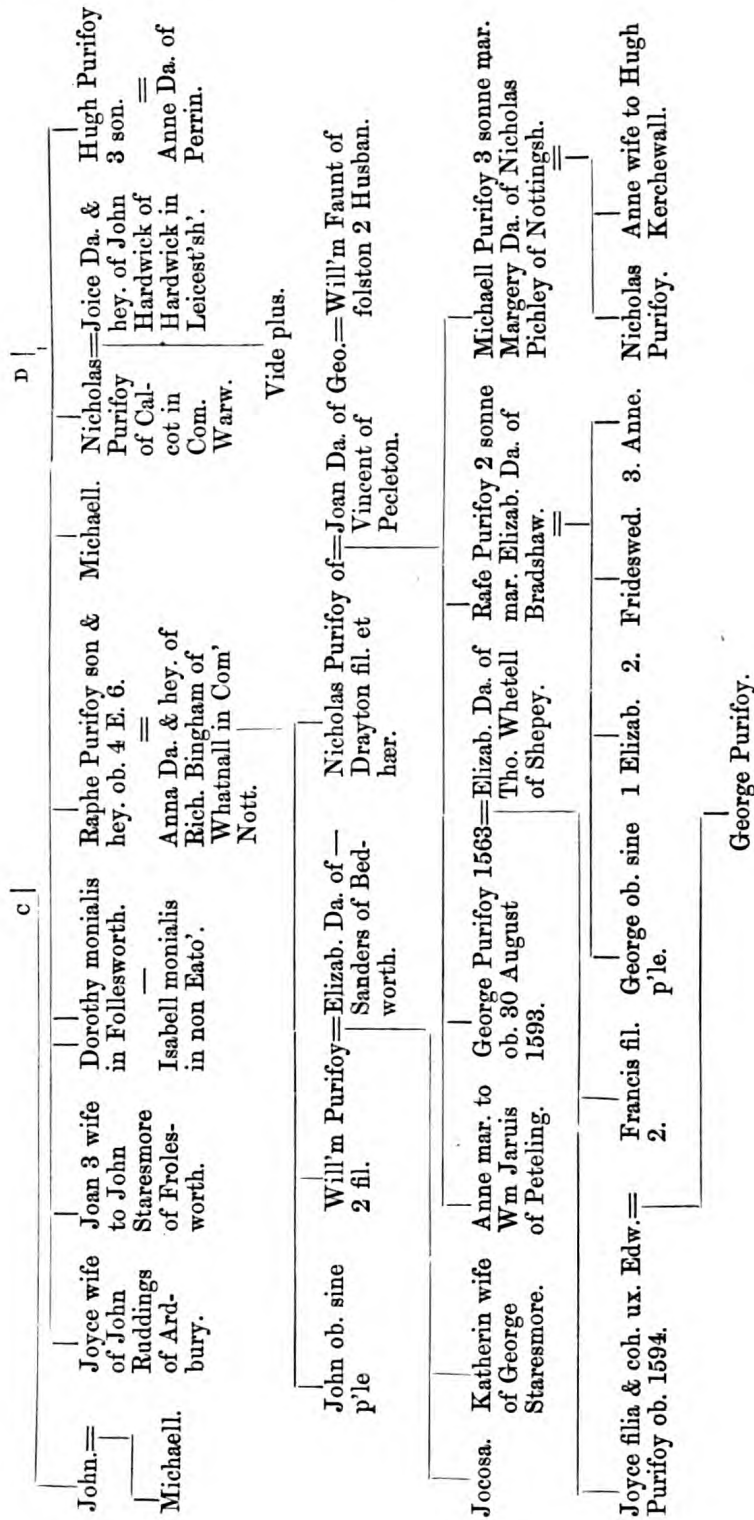 C
D
John.=
Michaell.
Joyce wife
of John
Ruddings
of Ard-
bury.
Joan 3 wife
to John
Staresmore
of Froles-
worth.
Dorothy monialis
in Follesworth.
—
Isabell monialis
in non Eato'.
Raphe Purifoy son &
hey. ob. 4 E. 6.
=
Anna Da. & hey. of
Rich. Bingham of
Whatnall in Com'
Nott.
Michaell.
Nicholas=Joice Da. &
Purifoy hey. of John
of Cal- Hardwick of
cot in Hardwick in
Com. Leicest'sh'.
Warw.
Vide plus.
Hugh Purifoy
3 son.
=
Anne Da. of
Perrin.
John ob. sine
p'le
Will'm Purifoy=Elizab. Da. of —
2 fil. Sanders of Bed-
worth.
Nicholas Purifoy of=Joan Da. of Geo.=Will'm Faunt of
Drayton fil. et Vincent of folston 2 Husban.
hær. Pecleton.
Jocosa.
Katherin wife
of George
Staresmore.
Anne mar. to
Wm Jaruis
of Peteling.
George Purifoy 1563=Elizab. Da. of
ob. 30 August Tho. Whetell
1593. of Shepey.
Rafe Purifoy 2 sonne
mar. Elizab. Da. of
Bradshaw.
=
Michaell Purifoy 3 sonne mar.
Margery Da. of Nicholas
Pichley of Nottingsh.
=
Joyce filia & coh. ux. Edw.=
Purifoy ob. 1594.
Francis fil.
2.
George ob. sine
p'le.
1 Elizab. 2. Frideswed. 3. Anne.
Nicholas
Purifoy.
Anne wife to Hugh
Kerchewall.
George Purifoy.